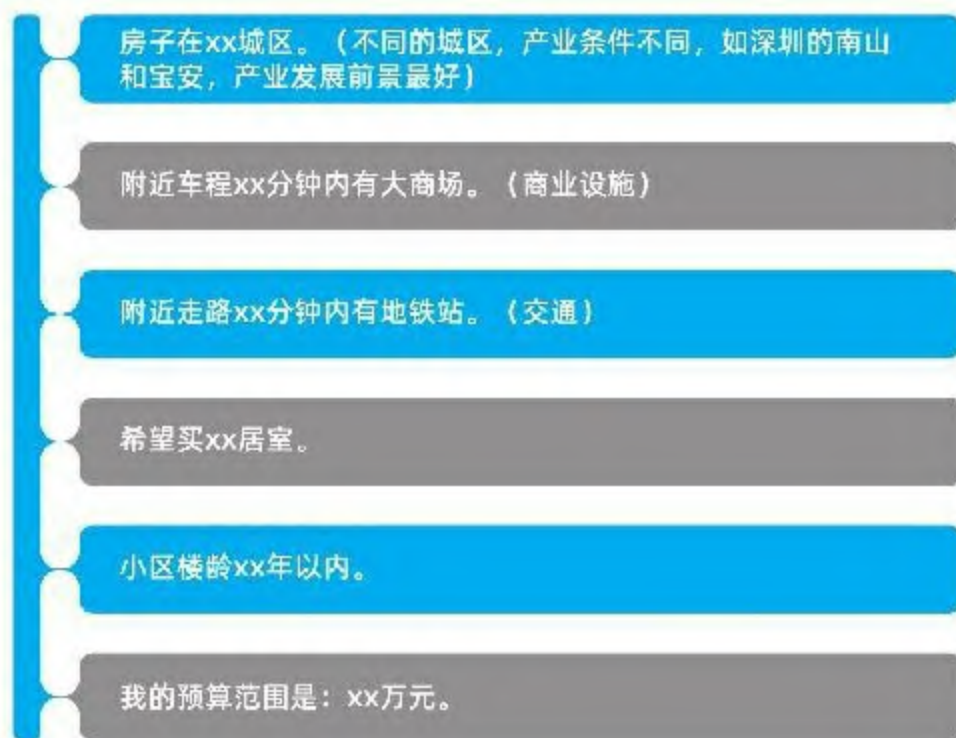 房子在xx城区。（不同的城区，产业条件不同，如深圳的南山
和宝安，产业发展前景最好）
附近车程xx分钟内有大商场。（商业设施）
附近走路xx分钟内有地铁站。（交通）
希望买xx居室。
小区楼龄xx年以内。
我的预算范围是：xx万元。